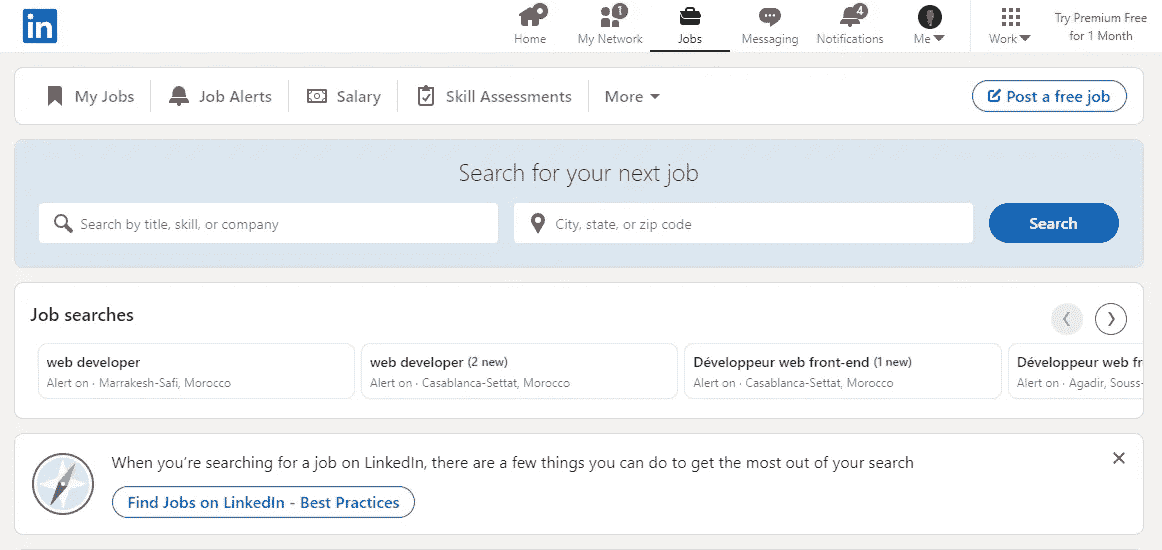 in
1
4
Home
My Network
Jobs
Messaging
Notifications
Me
Work
Try Premium Free
for 1 Month
My Jobs
Job Alerts
Salary
Skill Assessments
More
Post a free job
Search for your next job
Search by title, skill, or company
City, state, or zip code
Search
Job searches
web developer
Alert on · Marrakesh-Safi, Morocco
web developer (2 new)
Alert on · Casablanca-Settat, Morocco
Développeur web front-end (1 new)
Alert on · Casablanca-Settat, Morocco
Développeur web fr
Alert on · Agadir, Souss-
When you're searching for a job on LinkedIn, there are a few things you can do to get the most out of your search
Find Jobs on LinkedIn - Best Practices